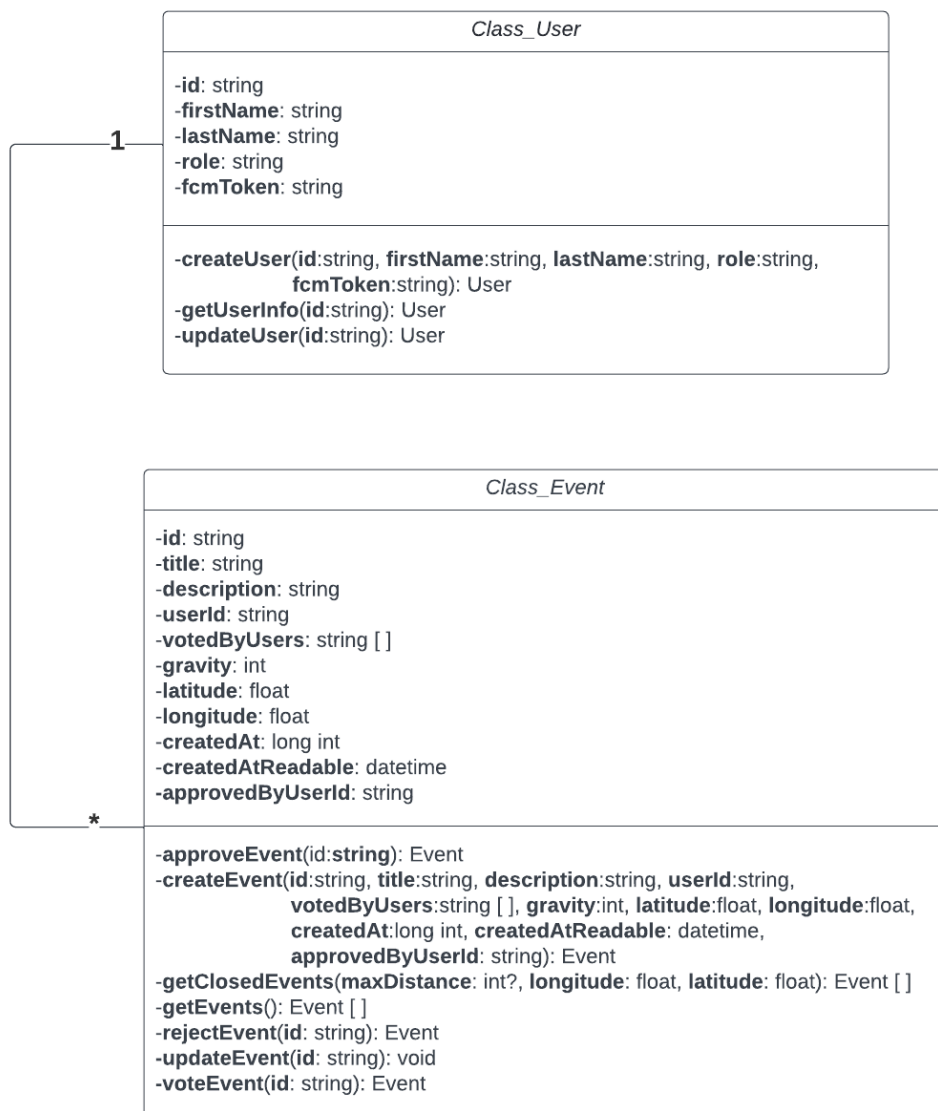 Class_User
-id: string
-firstName: string
-lastName: string
-role: string
-fcmToken: string
1
-createUser(id:string, firstName:string, lastName:string, role:string,
fcmToken:string): User
-getUserInfo(id:string): User
-updateUser(id:string): User
Class_Event
-id: string
-title: string
-description: string
-userId: string
-votedByUsers: string [ ]
-gravity: int
-latitude: float
-longitude: float
-createdAt: long int
-createdAtReadable: datetime
-approvedByUserId: string
*
-approveEvent(id:string): Event
-createEvent(id:string, title:string, description:string, userId:string,
votedByUsers:string [ ], gravity:int, latitude:float, longitude:float,
createdAt:long int, createdAtReadable: datetime,
approvedByUserId: string): Event
-getClosedEvents(maxDistance: int?, longitude: float, latitude: float): Event [ ]
-getEvents(): Event [ ]
-rejectEvent(id: string): Event
-updateEvent(id: string): void
-voteEvent(id: string): Event